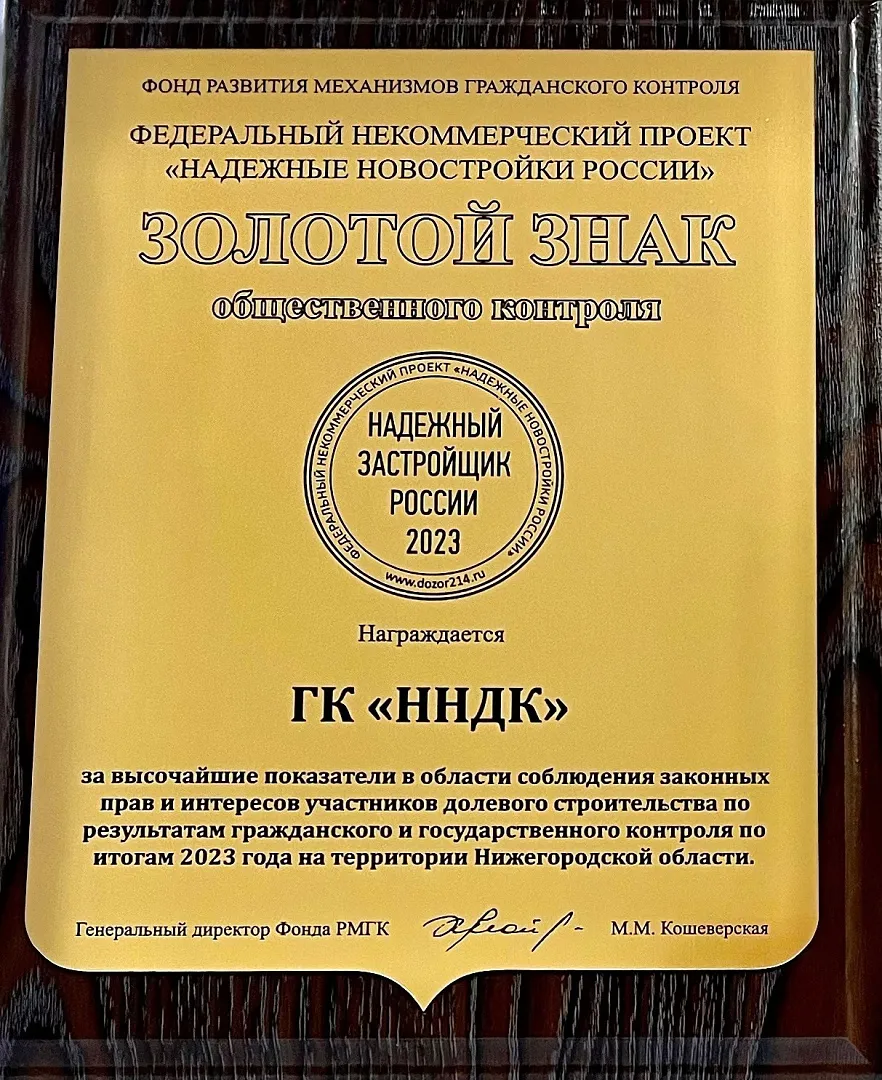 ФОНД РАЗВИТИЯ МЕХАНИЗМОВ ГРАЖДАНСКОГО КОНТРОЛЯ
ФЕДЕРАЛЬНЫЙ НЕКОММЕРЧЕСКИЙ ПРОЕКТ
«НАДЕЖНЫЕ НОВОСТРОЙКИ РОССИИ»
ЗОЛОТОЙ ЗНАК
общественного контроля
ФЕДЕРАЛЬНЫЙ НЕКОММЕРЧЕСКИЙ ПРОЕКТ «НАДЕЖНЫЕ НОВОСТРОЙКИ РОССИИ»
НАДЕЖНЫЙ
ЗАСТРОЙЩИК
РОССИИ
2023
www.dozor214.ru
Награждается
ГК «ННДК»
за высочайшие показатели в области соблюдения законных
прав и интересов участников долевого строительства по
результатам гражданского и государственного контроля по
итогам 2023 года на территории Нижегородской области.
Генеральный директор Фонда РМГК М.М. Кошеверская